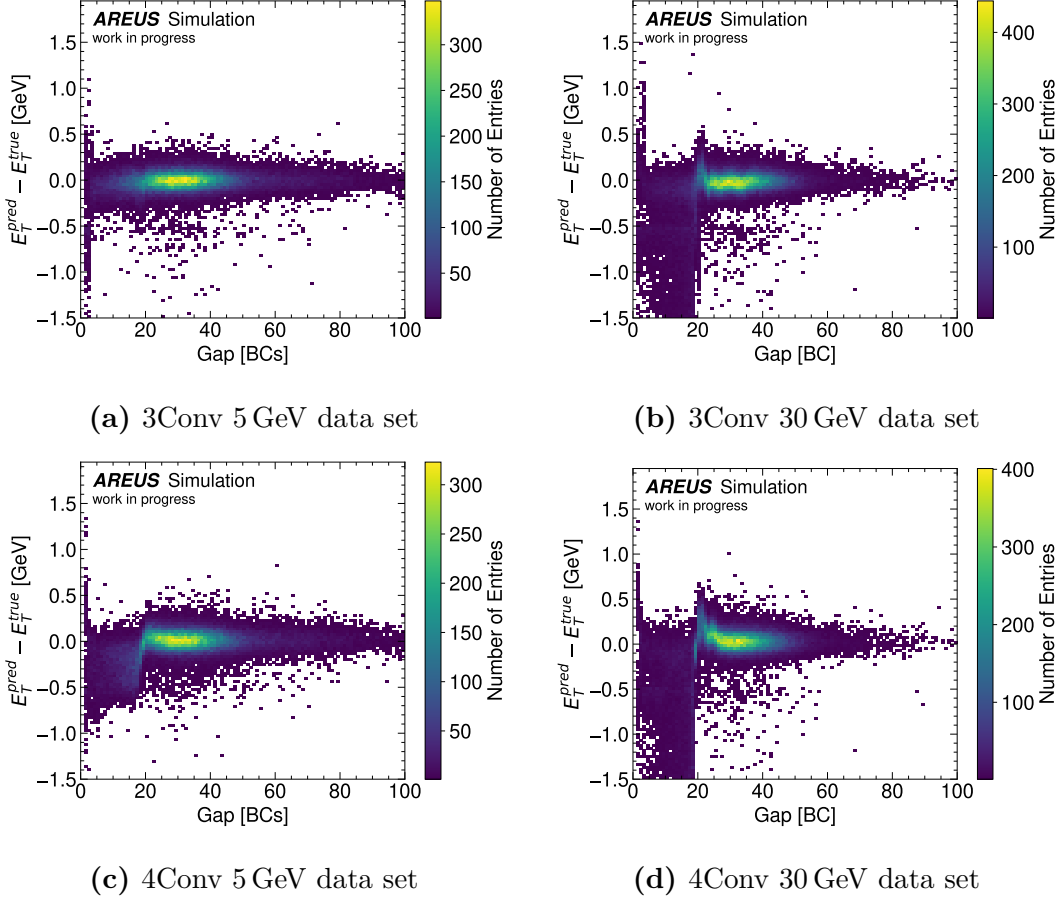 AREUS Simulation
work in progress
1.5
1.0
0.5
0.0
−0.5
−1.0
−1.5
0 20 40 60 80 100
Gap [BCs]
E_T^{pred} − E_T^{true} [GeV]
350
300
250
200
150
100
50
Number of Entries
(a) 3Conv 5 GeV data set
AREUS Simulation
work in progress
1.5
1.0
0.5
0.0
−0.5
−1.0
−1.5
0 20 40 60 80 100
Gap [BC]
E_T^{pred} − E_T^{true} [GeV]
400
300
200
100
Number of Entries
(b) 3Conv 30 GeV data set
AREUS Simulation
work in progress
1.5
1.0
0.5
0.0
−0.5
−1.0
−1.5
0 20 40 60 80 100
Gap [BCs]
E_T^{pred} − E_T^{true} [GeV]
300
250
200
150
100
50
Number of Entries
(c) 4Conv 5 GeV data set
AREUS Simulation
work in progress
1.5
1.0
0.5
0.0
−0.5
−1.0
−1.5
0 20 40 60 80 100
Gap [BC]
E_T^{pred} − E_T^{true} [GeV]
400
300
200
100
Number of Entries
(d) 4Conv 30 GeV data set